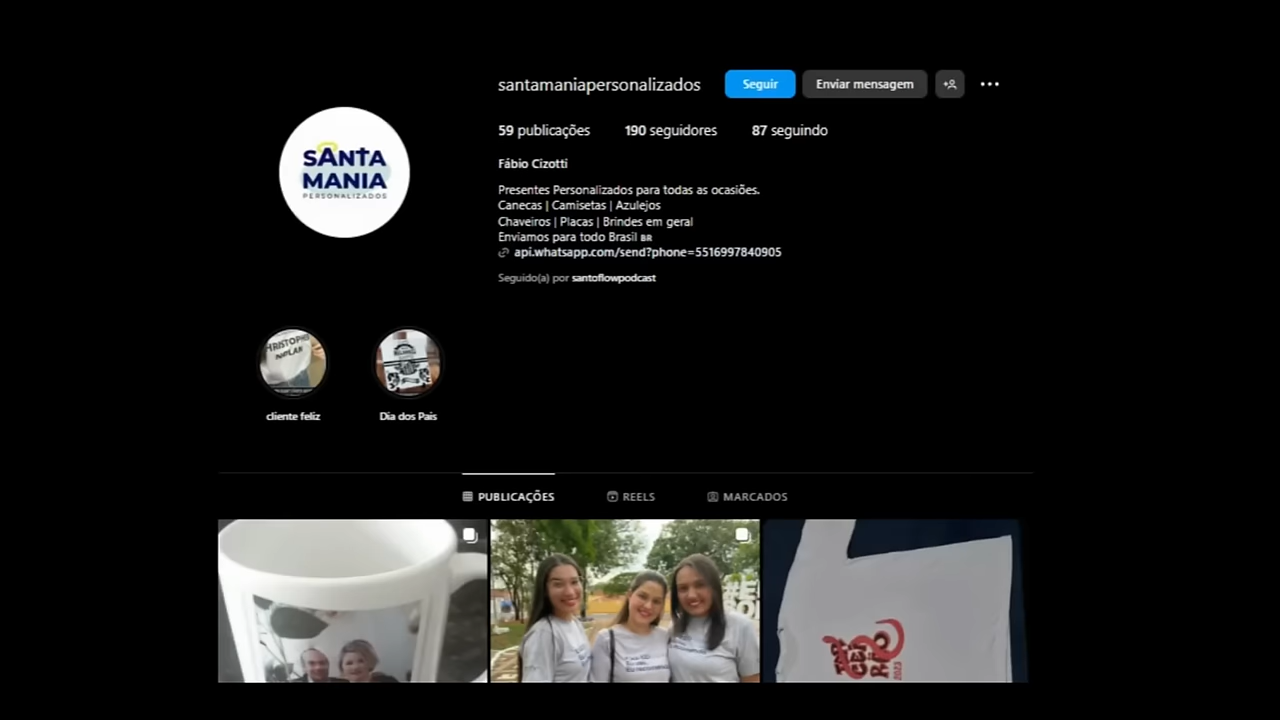 santamaniapersonalizados
Seguir
Enviar mensagem
59 publicações
190 seguidores
87 seguindo
SANTA
MANIA
PERSONALIZADOS
Fábio Cizotti
Presentes Personalizados para todas as ocasiões.
Canecas | Camisetas | Azulejos
Chaveiros | Placas | Brindes em geral
Enviamos para todo Brasil BR
api.whatsapp.com/send?phone=5516997840905
Seguido(a) por santoflowpodcast
cliente feliz
Dia dos Pais
PUBLICAÇÕES
REELS
MARCADOS
2023